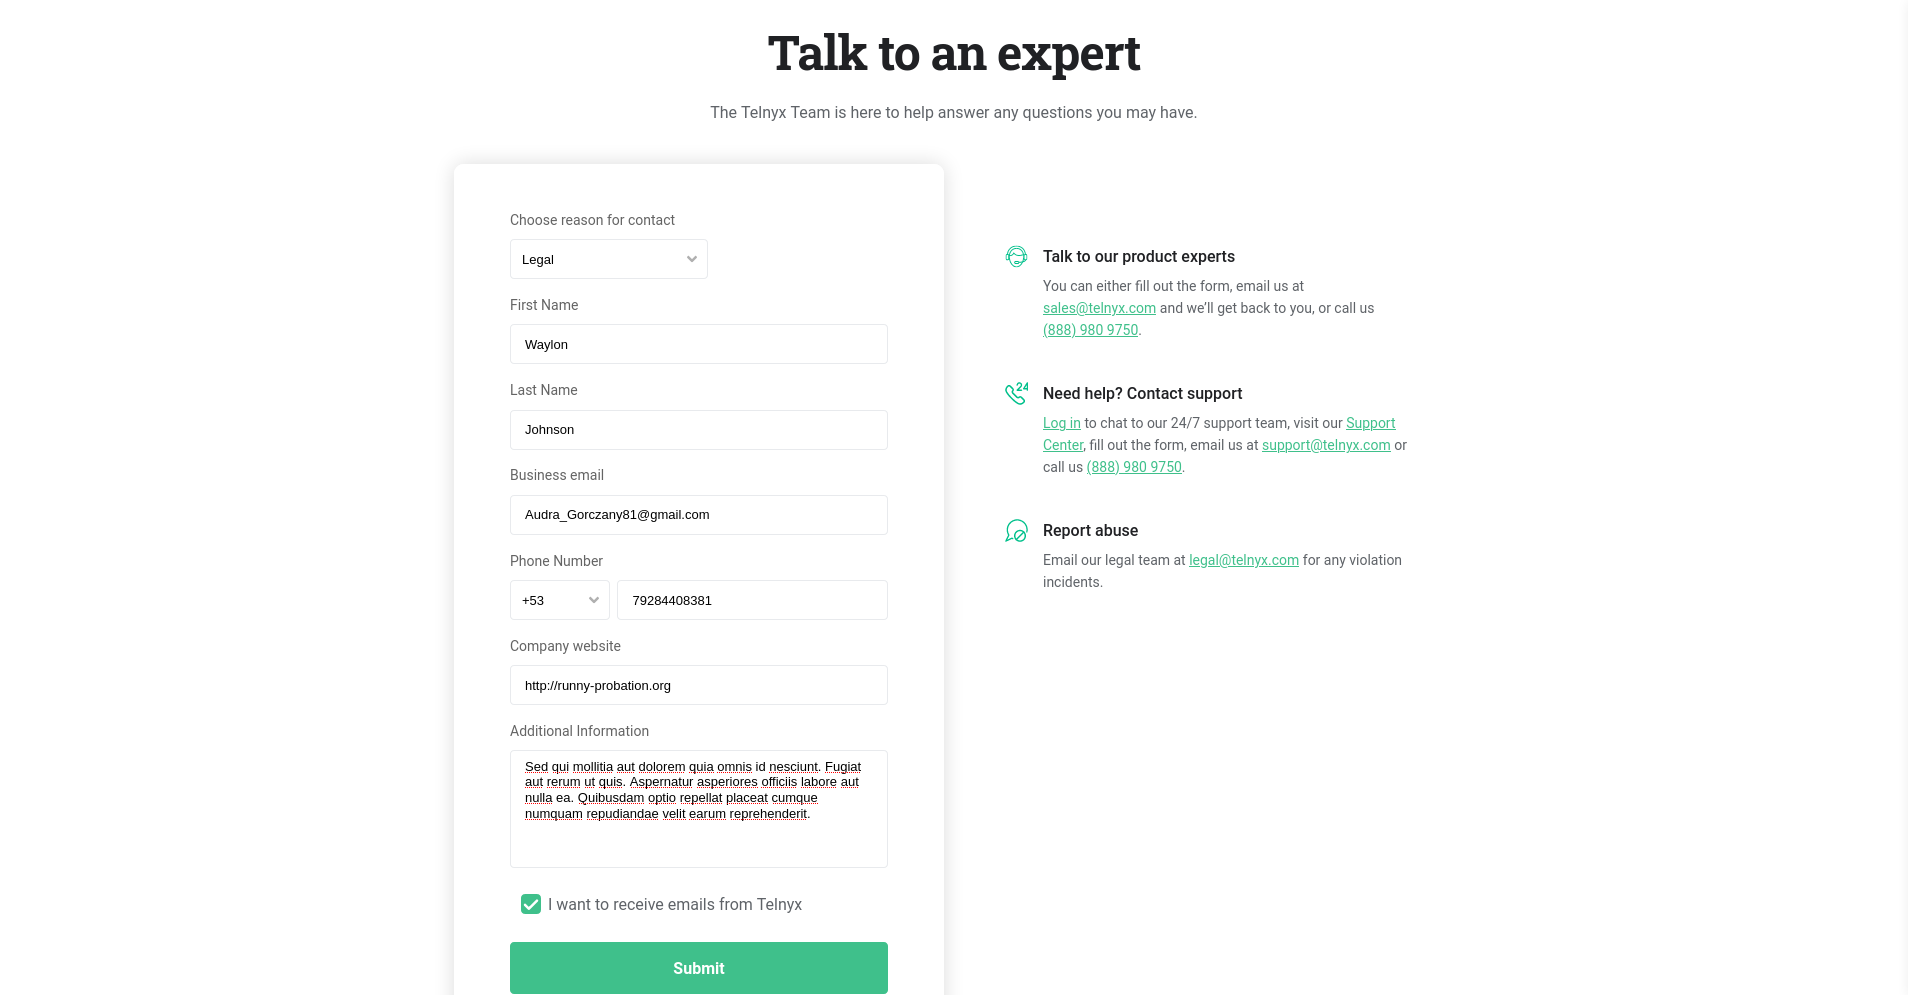 Talk to an expert
The Telnyx Team is here to help answer any questions you may have.
Choose reason for contact
Legal
First Name
Waylon
Last Name
Johnson
Business email
Audra_Gorczany81@gmail.com
Phone Number
+53
79284408381
Company website
http://runny-probation.org
Additional Information
Sed qui mollitia aut dolorem quia omnis id nesciunt. Fugiat
aut rerum ut quis. Aspernatur asperiores officiis labore aut
nulla ea. Quibusdam optio repellat placeat cumque
numquam repudiandae velit earum reprehenderit.
I want to receive emails from Telnyx
Submit
Talk to our product experts
You can either fill out the form, email us at
sales@telnyx.com and we’ll get back to you, or call us
(888) 980 9750.
24
Need help? Contact support
Log in to chat to our 24/7 support team, visit our Support
Center, fill out the form, email us at support@telnyx.com or
call us (888) 980 9750.
Report abuse
Email our legal team at legal@telnyx.com for any violation
incidents.